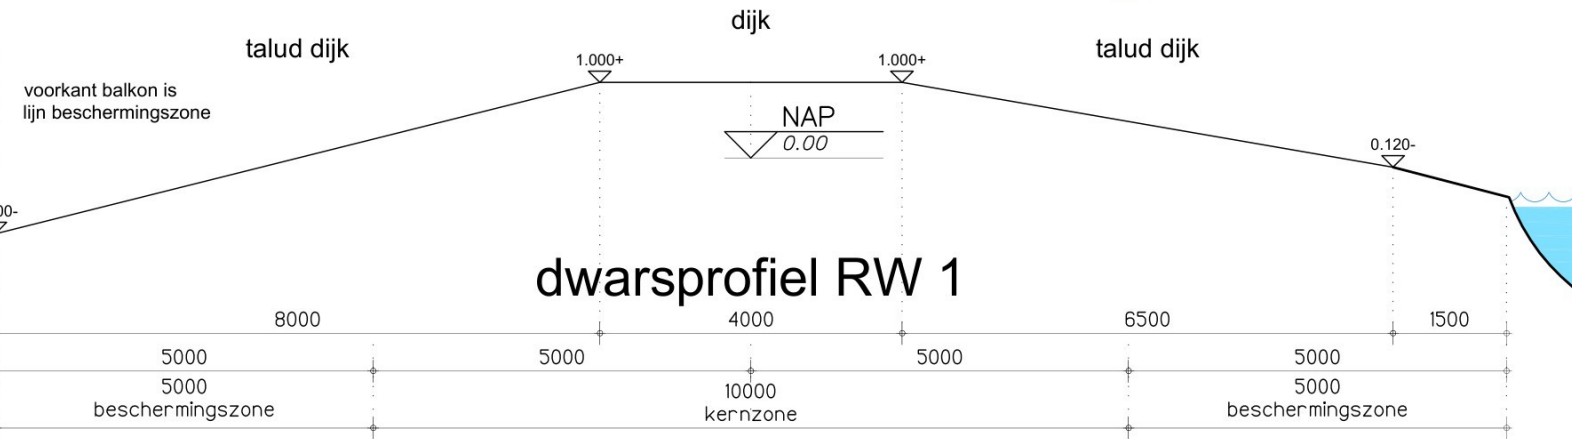 dijk
talud dijk
talud dijk
1.000+
1.000+
voorkant balkon is
lijn beschermingszone
NAP
0.00
0.120-
00-
dwarsprofiel RW 1
8000
4000
6500
1500
5000
5000
5000
5000
5000
10000
5000
beschermingszone
kernzone
beschermingszone